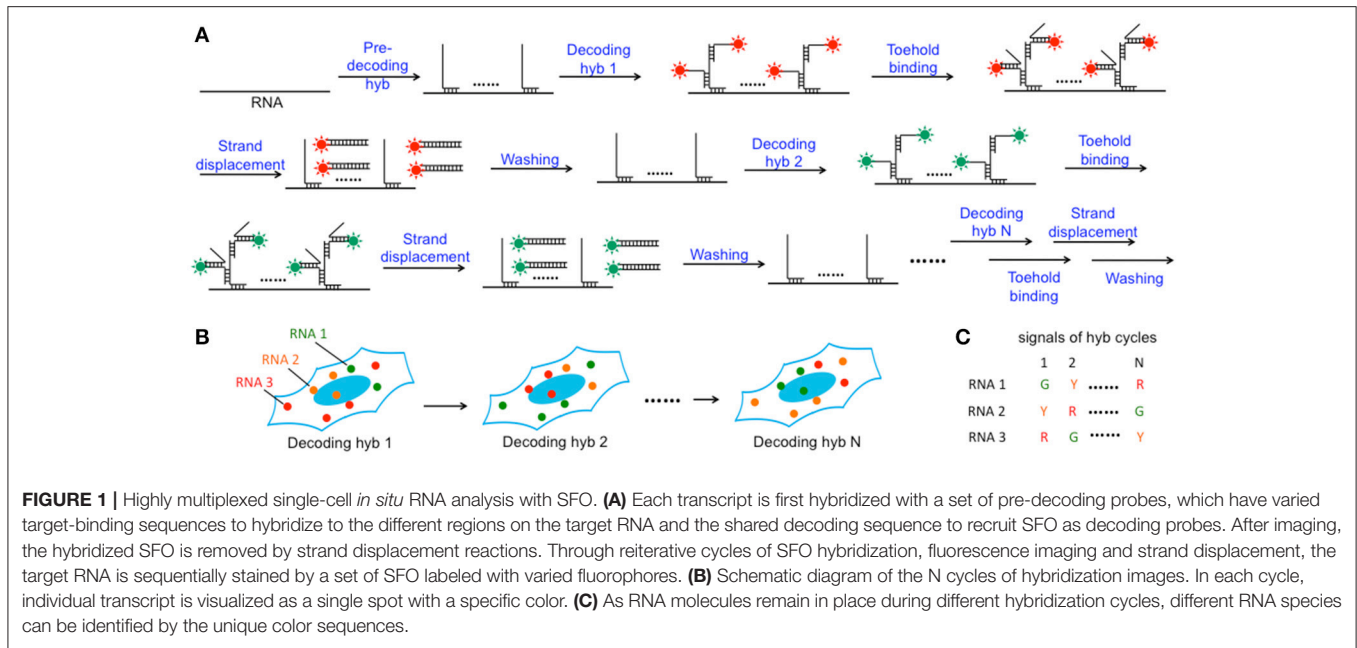 A
RNA
Pre-
decoding
hyb
Decoding
hyb 1
Toehold
binding
Strand
displacement
Washing
Decoding
hyb 2
Toehold
binding
Strand
displacement
Washing
Decoding
hyb N
Strand
displacement
Toehold
binding
Washing
B
RNA 1
RNA 2
RNA 3
Decoding hyb 1
Decoding hyb 2
Decoding hyb N
C
signals of hyb cycles
1 2 N
RNA 1 G Y ...... R
RNA 2 Y R ...... G
RNA 3 R G ...... Y
FIGURE 1 | Highly multiplexed single-cell in situ RNA analysis with SFO. (A) Each transcript is first hybridized with a set of pre-decoding probes, which have varied
target-binding sequences to hybridize to the different regions on the target RNA and the shared decoding sequence to recruit SFO as decoding probes. After imaging,
the hybridized SFO is removed by strand displacement reactions. Through reiterative cycles of SFO hybridization, fluorescence imaging and strand displacement, the
target RNA is sequentially stained by a set of SFO labeled with varied fluorophores. (B) Schematic diagram of the N cycles of hybridization images. In each cycle,
individual transcript is visualized as a single spot with a specific color. (C) As RNA molecules remain in place during different hybridization cycles, different RNA species
can be identified by the unique color sequences.